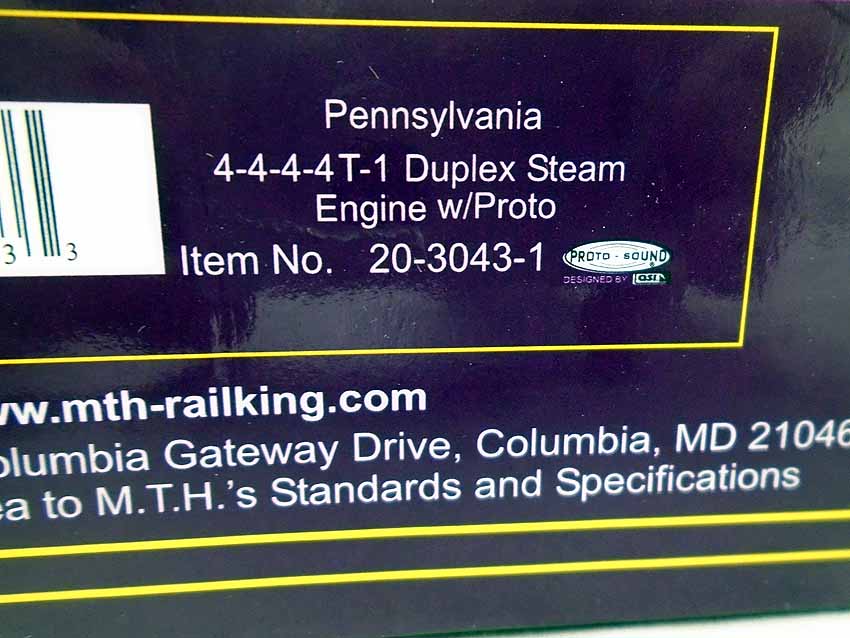 Pennsylvania
4-4-4-4 T-1 Duplex Steam
Engine w/Proto
Item No. 20-3043-1
PROTO - SOUND
®
DESIGNED BY QSI
3 3
ww.mth-railking.com
olumbia Gateway Drive, Columbia, MD 21046
ea to M.T.H.'s Standards and Specifications